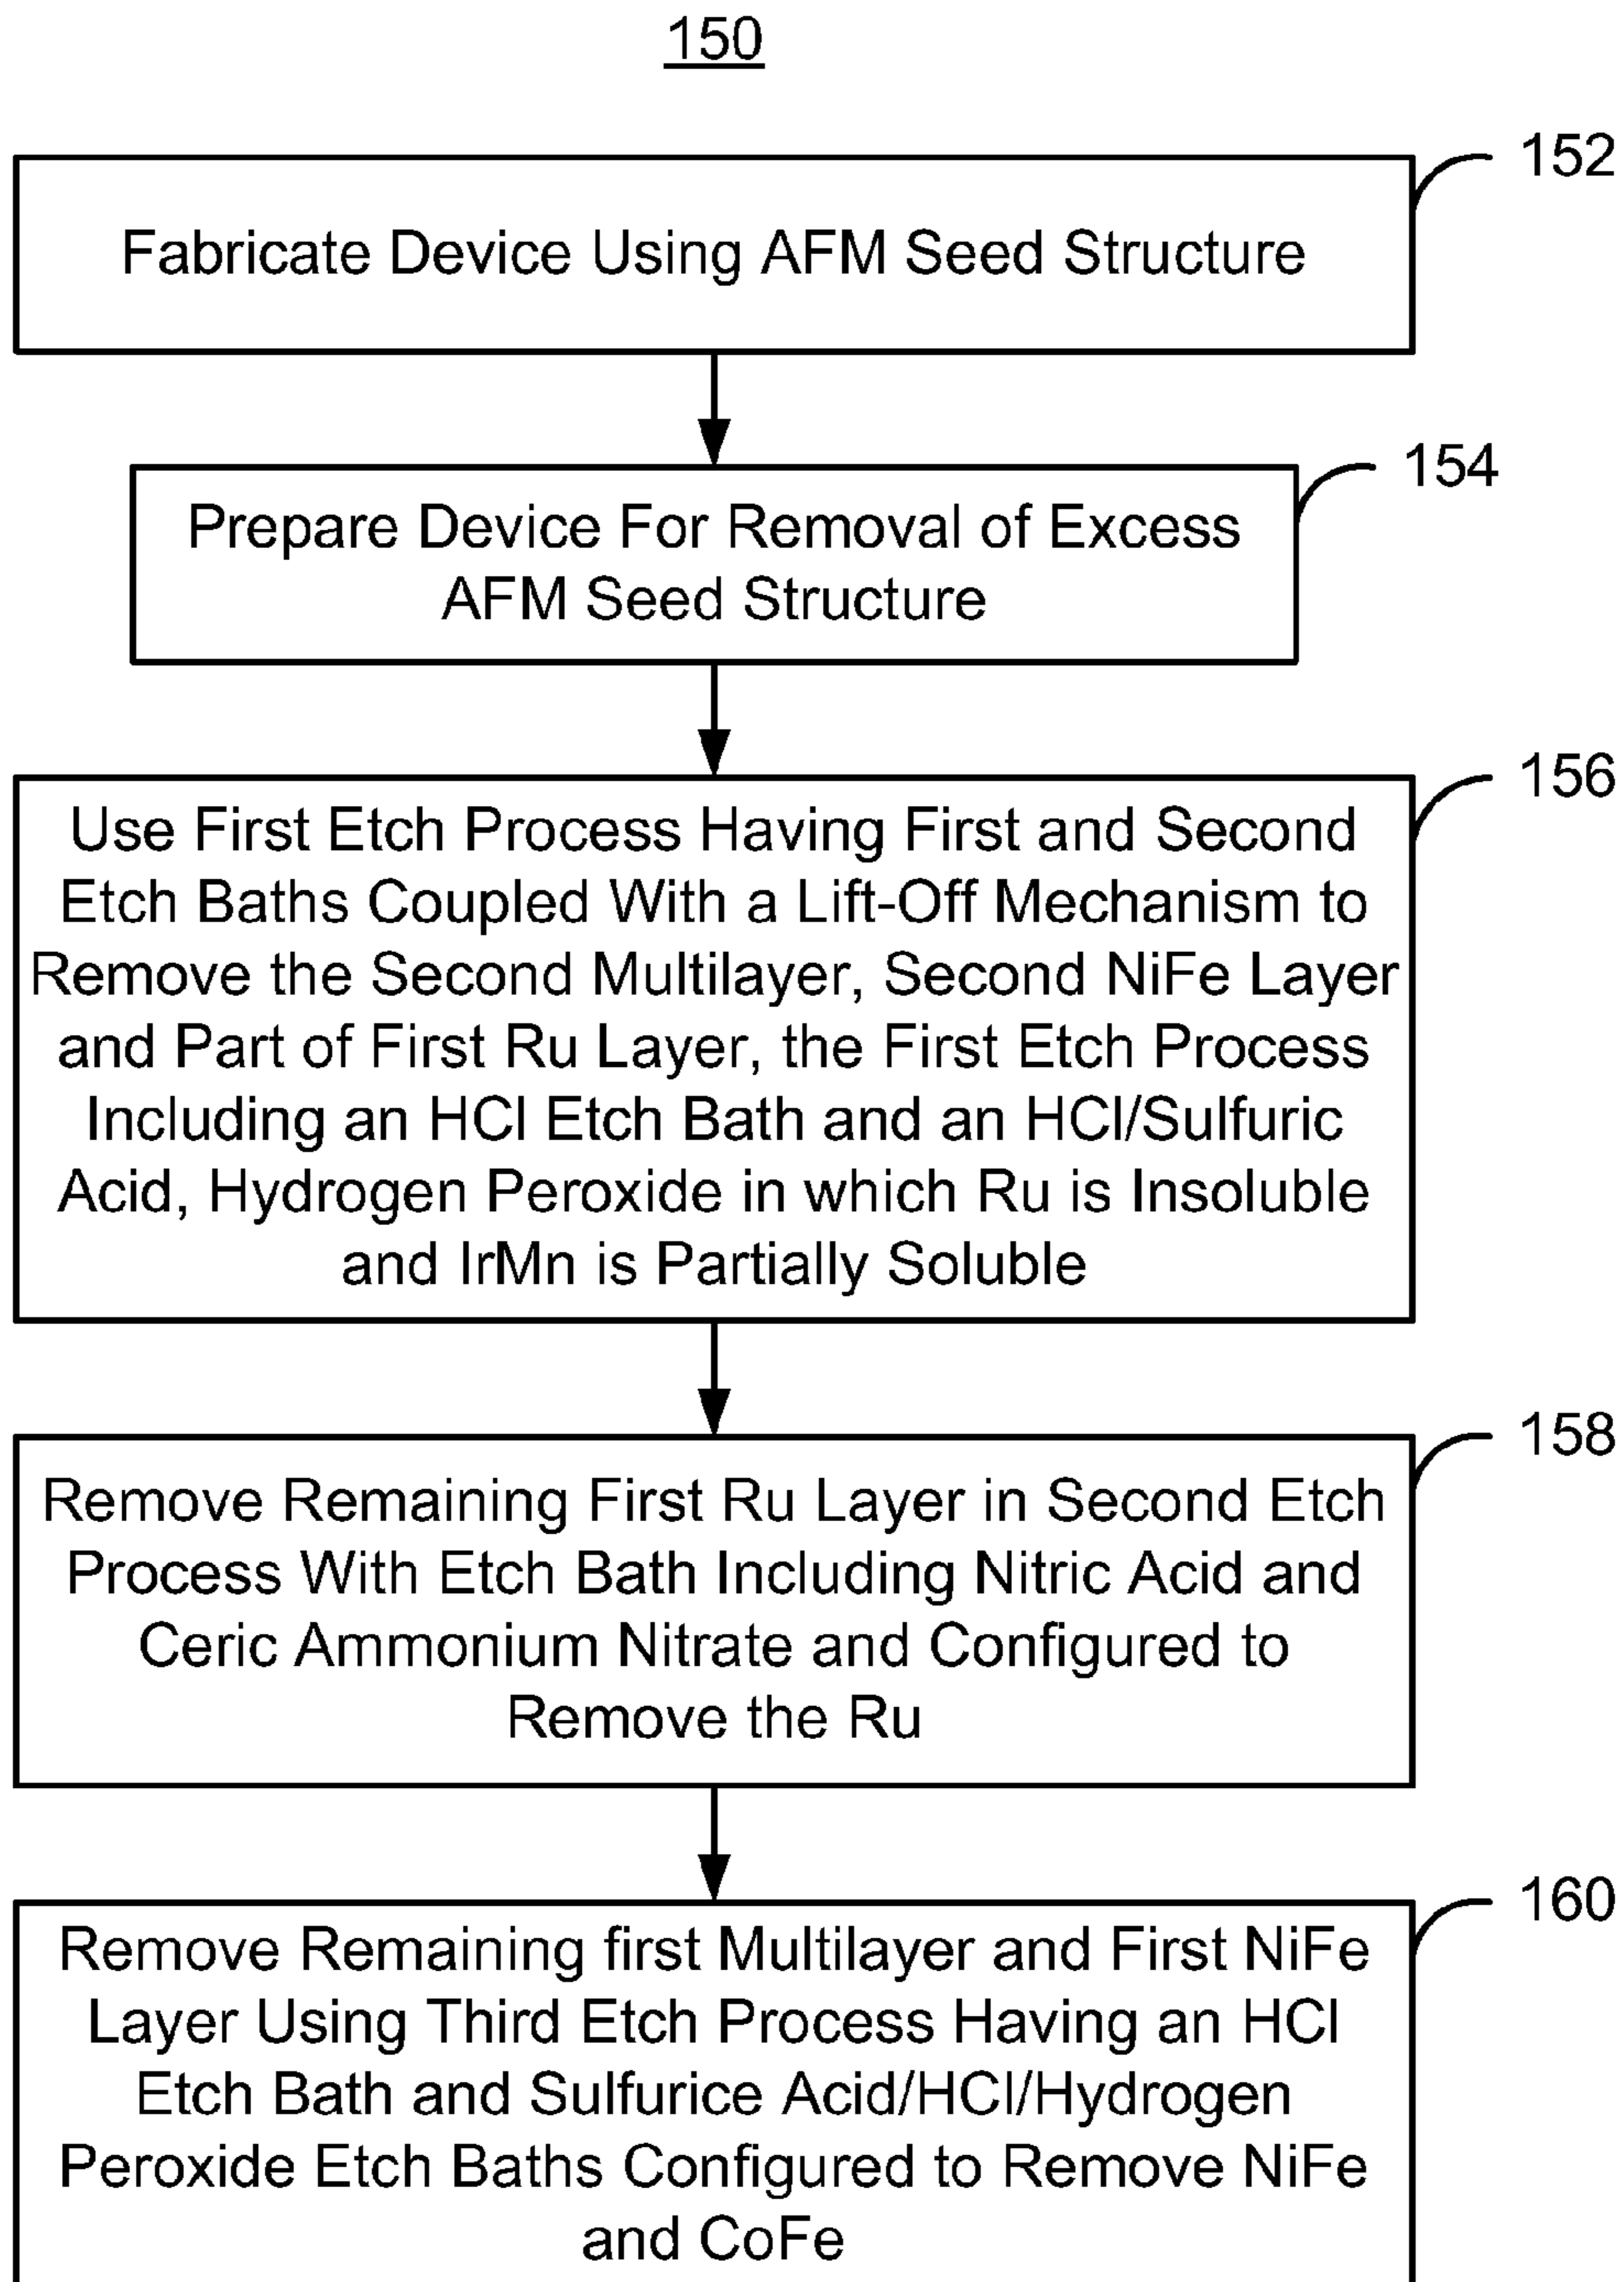 150
152
Fabricate Device Using AFM Seed Structure
154
Prepare Device For Removal of Excess
AFM Seed Structure
156
Use First Etch Process Having First and Second
Etch Baths Coupled With a Lift-Off Mechanism to
Remove the Second Multilayer, Second NiFe Layer
and Part of First Ru Layer, the First Etch Process
Including an HCl Etch Bath and an HCl/Sulfuric
Acid, Hydrogen Peroxide in which Ru is Insoluble
and IrMn is Partially Soluble
158
Remove Remaining First Ru Layer in Second Etch
Process With Etch Bath Including Nitric Acid and
Ceric Ammonium Nitrate and Configured to
Remove the Ru
160
Remove Remaining first Multilayer and First NiFe
Layer Using Third Etch Process Having an HCl
Etch Bath and Sulfurice Acid/HCl/Hydrogen
Peroxide Etch Baths Configured to Remove NiFe
and CoFe